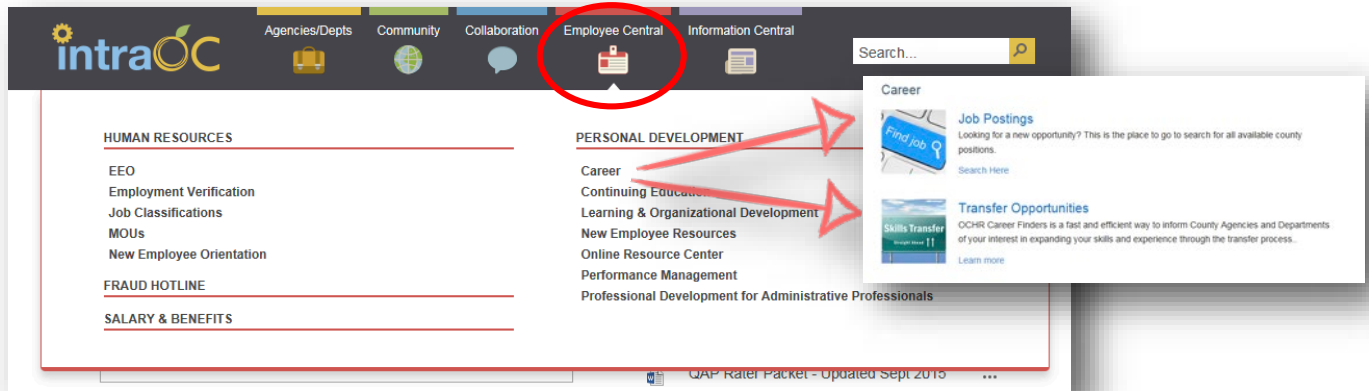 intraOC
Agencies/Depts
Community
Collaboration
Employee Central
Information Central
Search...
HUMAN RESOURCES
EEO
Employment Verification
Job Classifications
MOUs
New Employee Orientation
FRAUD HOTLINE
SALARY & BENEFITS
PERSONAL DEVELOPMENT
Career
Continuing Education
Learning & Organizational Development
New Employee Resources
Online Resource Center
Performance Management
Professional Development for Administrative Professionals
Career
Find job
Job Postings
Looking for a new opportunity? This is the place to go to search for all available county
positions.
Search Here
Skills Transfer
Straight Ahead
Transfer Opportunities
OCHR Career Finders is a fast and efficient way to inform County Agencies and Departments
of your interest in expanding your skills and experience through the transfer process..
Learn more
QAP Rater Packet - Updated Sept 2015 ...